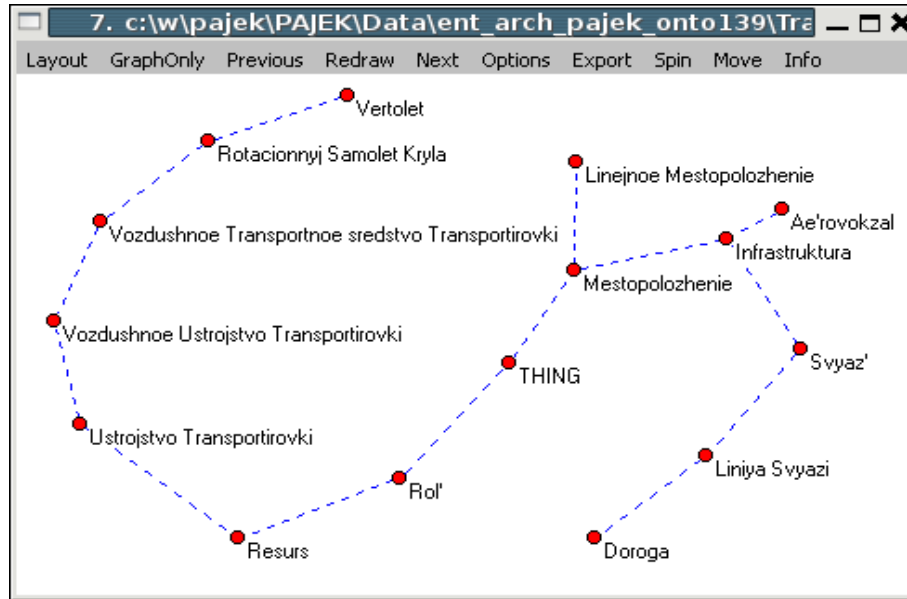 7. c:\w\pajek\PAJEK\Data\ent_arch_pajek_onto139\Tra
Layout GraphOnly Previous Redraw Next Options Export Spin Move Info
Vertolet
Rotacionnyj Samolet Kryla
Linejnoe Mestopolozhenie
Ae'rovokzal
Vozdushnoe Transportnoe sredstvo Transportirovki
Infrastruktura
Mestopolozhenie
Vozdushnoe Ustrojstvo Transportirovki
Svyaz'
THING
Ustrojstvo Transportirovki
Liniya Svyazi
Rol'
Resurs
Doroga